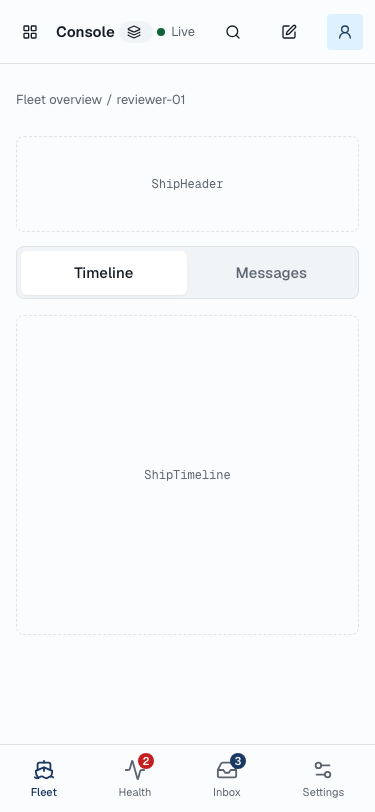 Console Live
Fleet overview / reviewer-01
ShipHeader
Timeline Messages
ShipTimeline
2 3
Fleet Health Inbox Settings